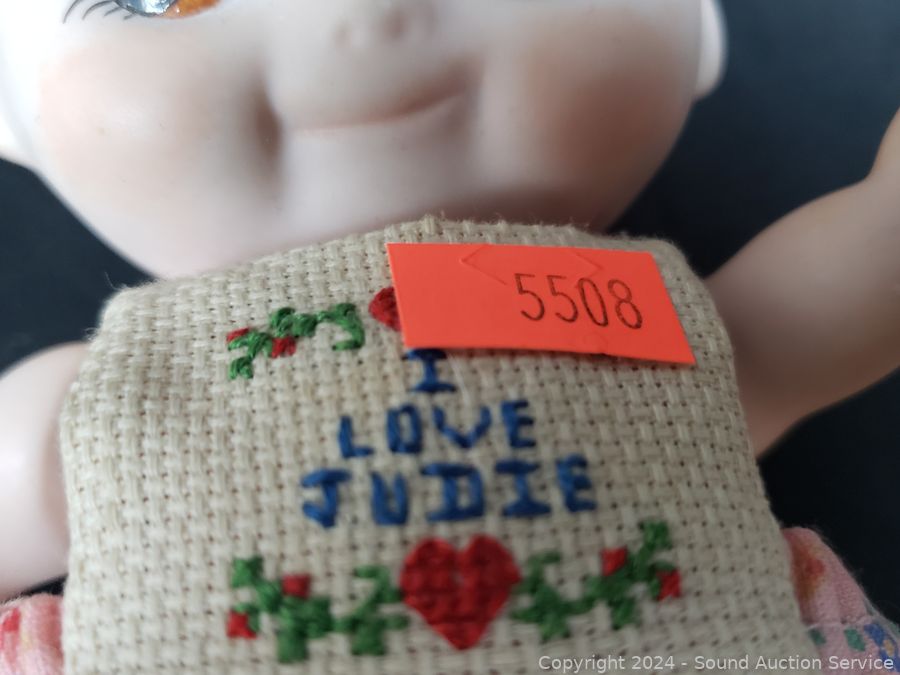 5508
I
LOVE
JUDIE
Copyright © 2024 - Sound Auction Service